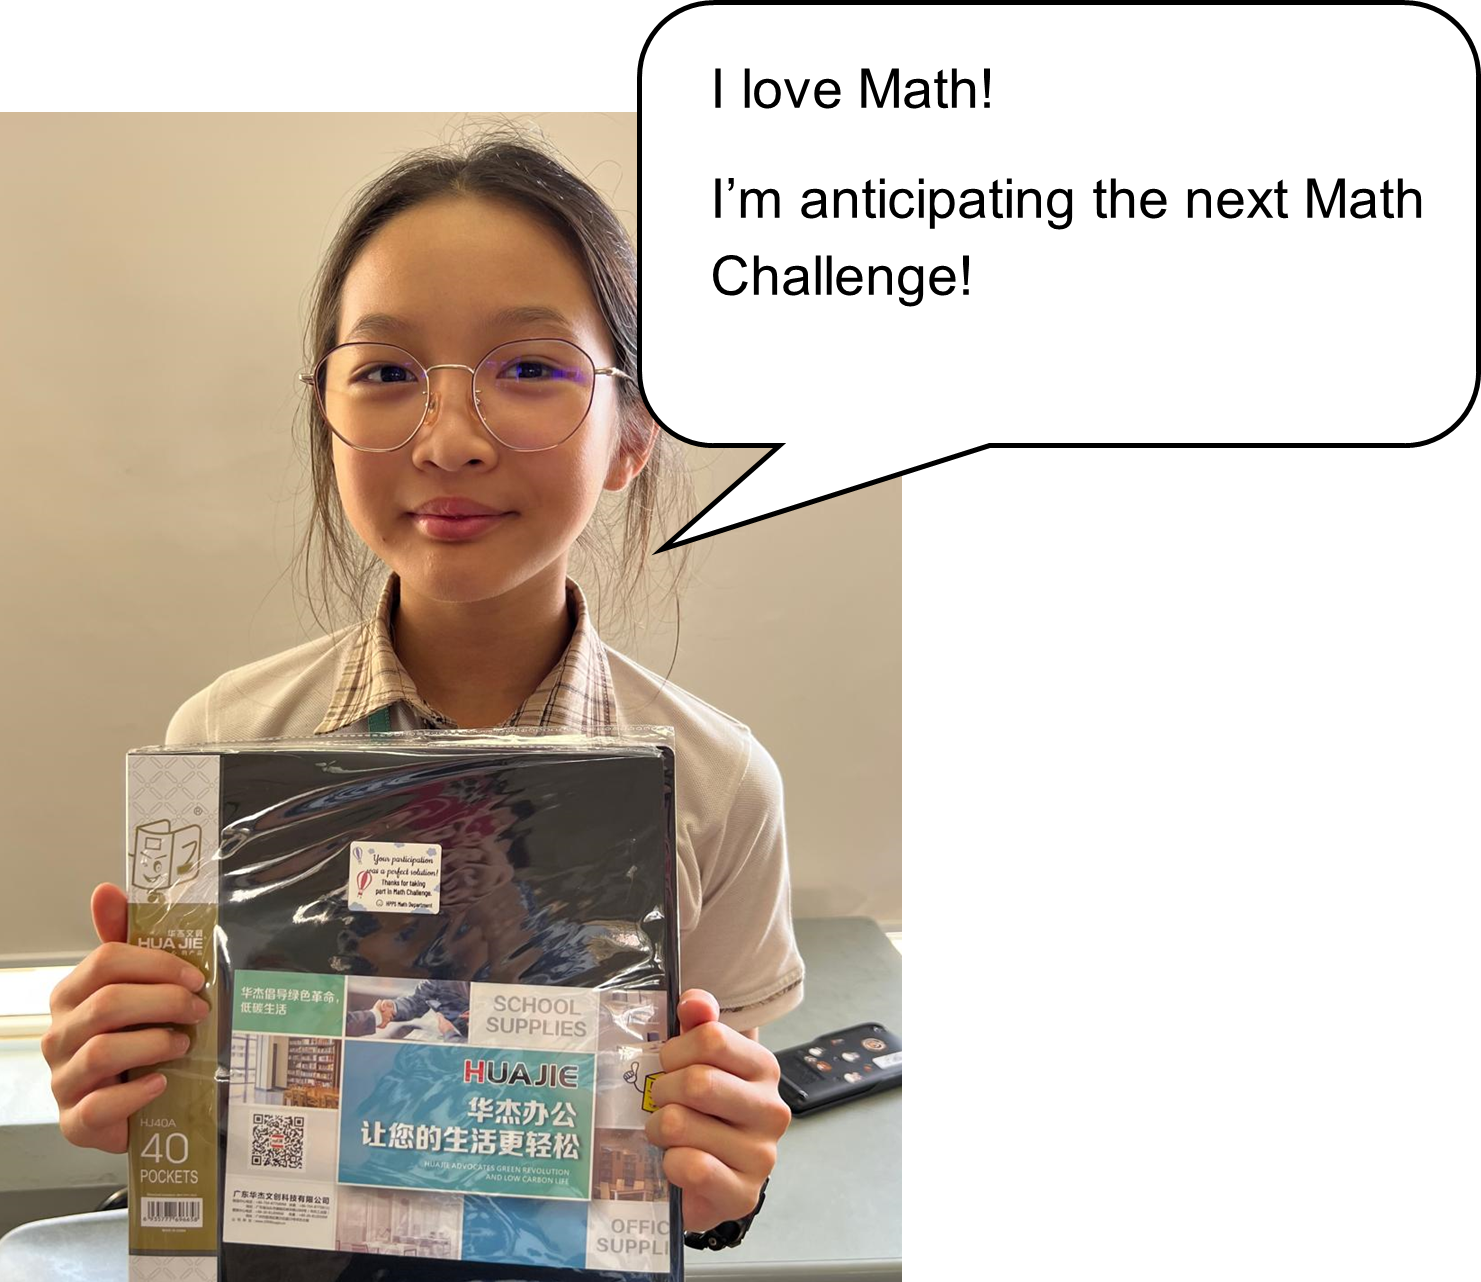 I love Math!
I’m anticipating the next Math
Challenge!
Your participation
was a perfect solution!
Thanks for taking
part in Math Challenge.
HPPS Math Department
®
华杰文具
HUA JIE
HJ40A
40
POCKETS
华杰倡导绿色革命，
低碳生活
SCHOOL
SUPPLIES
HUAJIE
华杰办公
让您的生活更轻松
HUAJIE ADVOCATES GREEN REVOLUTION
AND LOW CARBON LIFE
广东华杰文创科技有限公司
OFFIC
SUPPLI